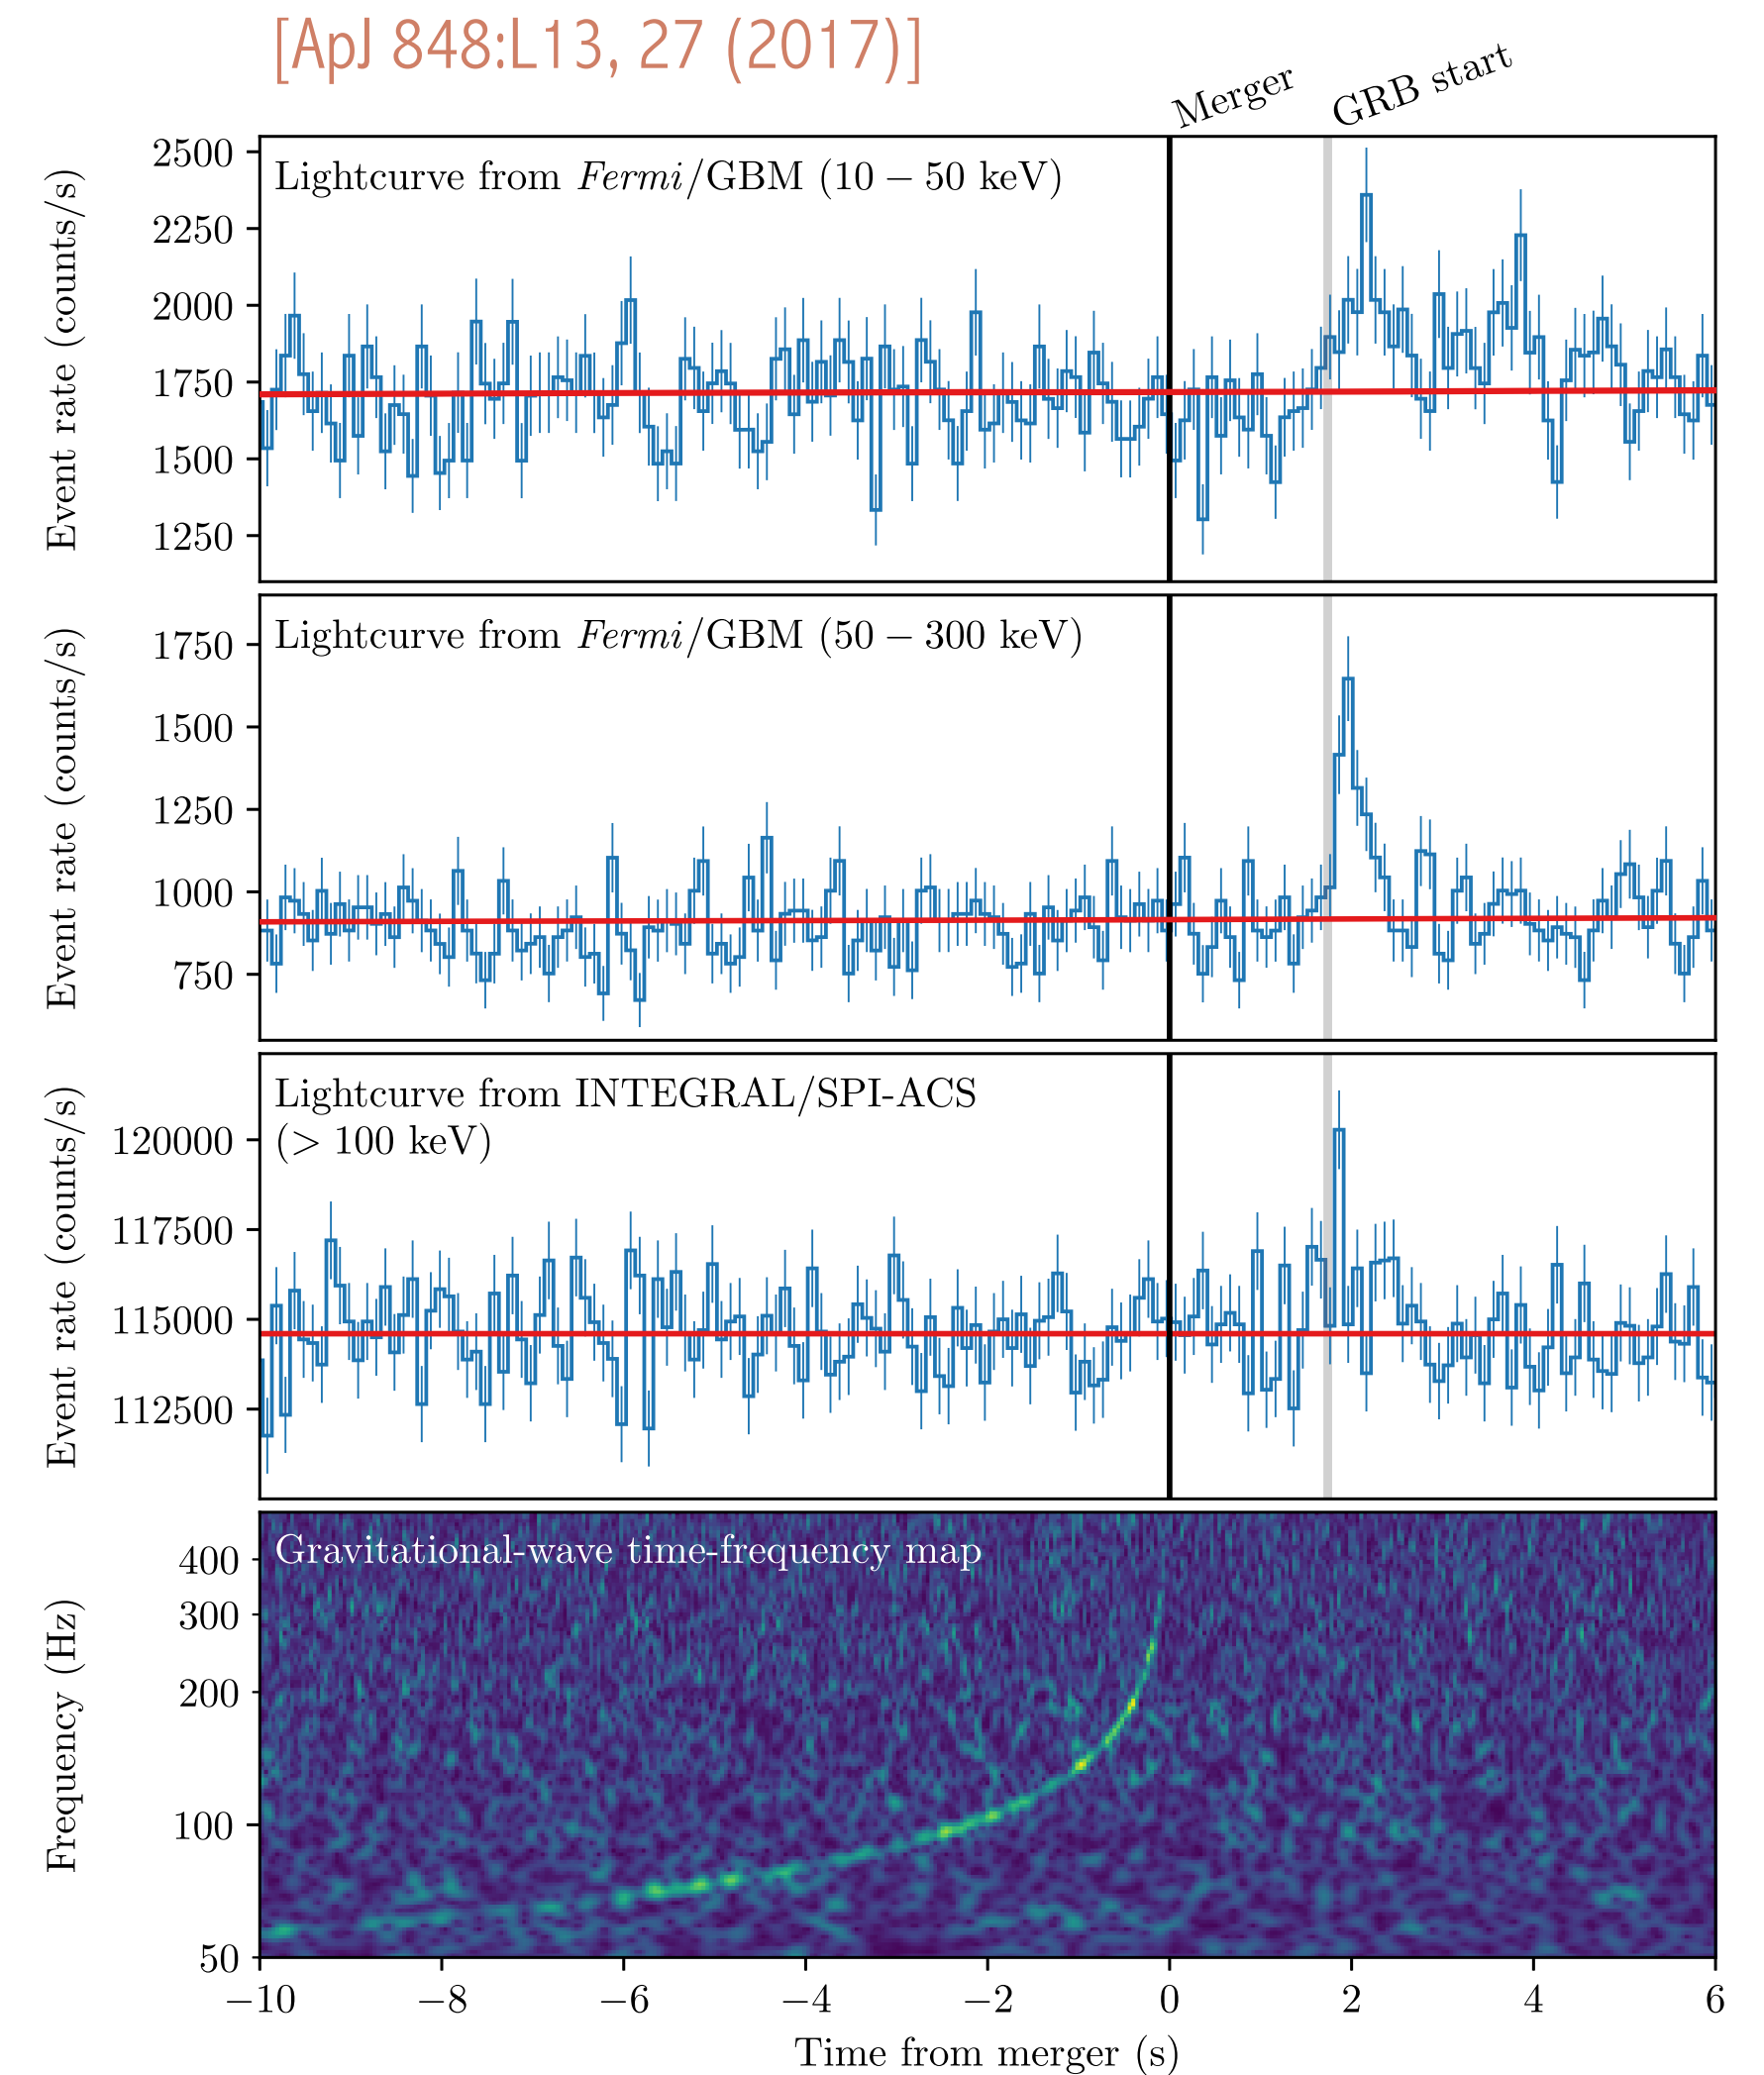 [ApJ 848:L13, 27 (2017)]
Merger
GRB start
Lightcurve from Fermi/GBM (10 − 50 keV)
Event rate (counts/s)
2500
2250
2000
1750
1500
1250
Lightcurve from Fermi/GBM (50 − 300 keV)
Event rate (counts/s)
1750
1500
1250
1000
750
Lightcurve from INTEGRAL/SPI-ACS
(> 100 keV)
Event rate (counts/s)
120000
117500
115000
112500
Gravitational-wave time-frequency map
Frequency (Hz)
400
300
200
100
50
−10 −8 −6 −4 −2 0 2 4 6
Time from merger (s)